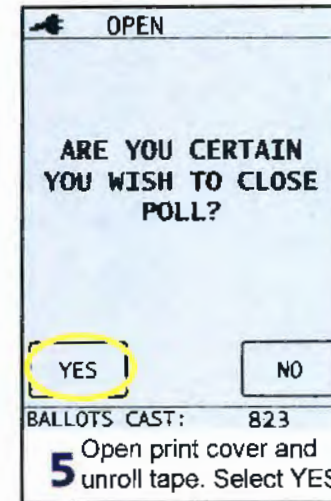 OPEN
ARE YOU CERTAIN
YOU WISH TO CLOSE
POLL?
YES NO
BALLOTS CAST: 823
5 Open print cover and
unroll tape. Select YES